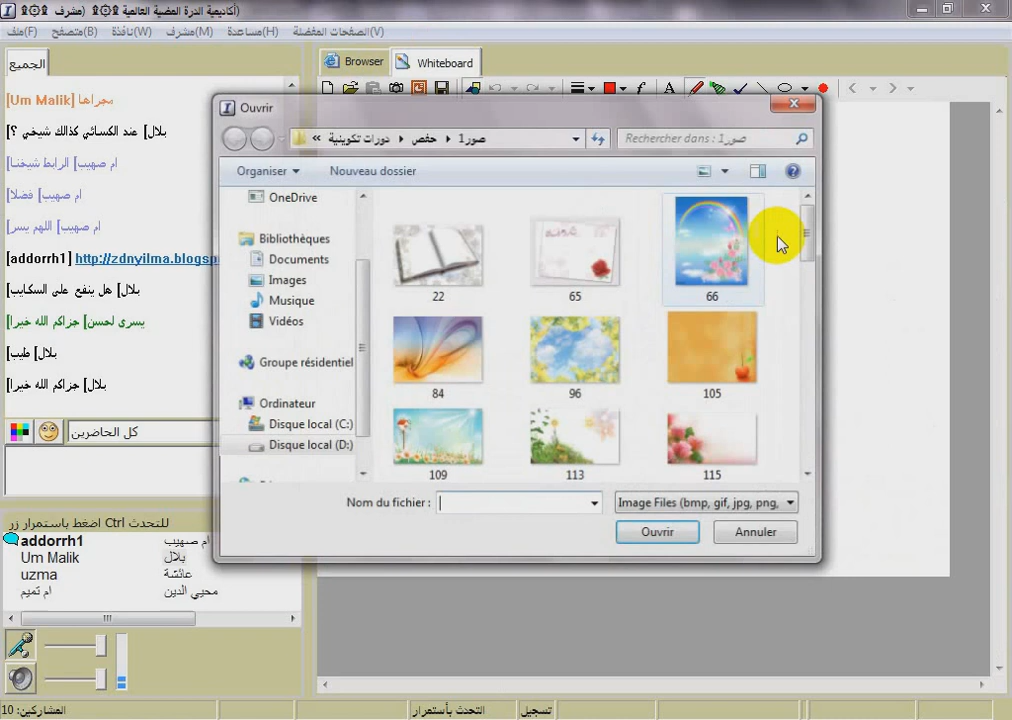 أكاديمية الدرة المضية العالمية (مشرف)
ملف(F) متصفح(B) نافذة(W) مشرف(M) مساعدة(H) الصفحات المفضلة(V)
الجميع
Browser
Whiteboard
[Um Malik] مجراها
بلال] عند الكسائي كذالك شيخي ؟]
ام صهيب] الرابط شيخنا]
ام صهيب] فضلا]
ام صهيب] اللهم يسر]
[addorrh1] http://zdnyilma.blogsp
بلال] هل ينفع على السكايب]
يسرى لحسن] جزاكم الله خيرا]
بلال] طيب]
بلال] جزاكم الله خيرا]
كل الحاضرين
للتحدث Ctrl اضغط باستمرار زر
addorrh1
ام صهيب
Um Malik
بلال
uzma
عائشة
ام تميم
محيي الدين
المشاركين: 10
التحدث بأستمرار
تسجيل
Ouvrir
« دورات تكوينية
حفص
صور1
Rechercher dans : صور1
Organiser
Nouveau dossier
OneDrive
Bibliothèques
Documents
Images
Musique
Vidéos
Groupe résidentiel
Ordinateur
Disque local (C:)
Disque local (D:)
22
65
66
84
96
105
109
113
115
Nom du fichier :
Image Files (bmp, gif, jpg, png,
Ouvrir
Annuler